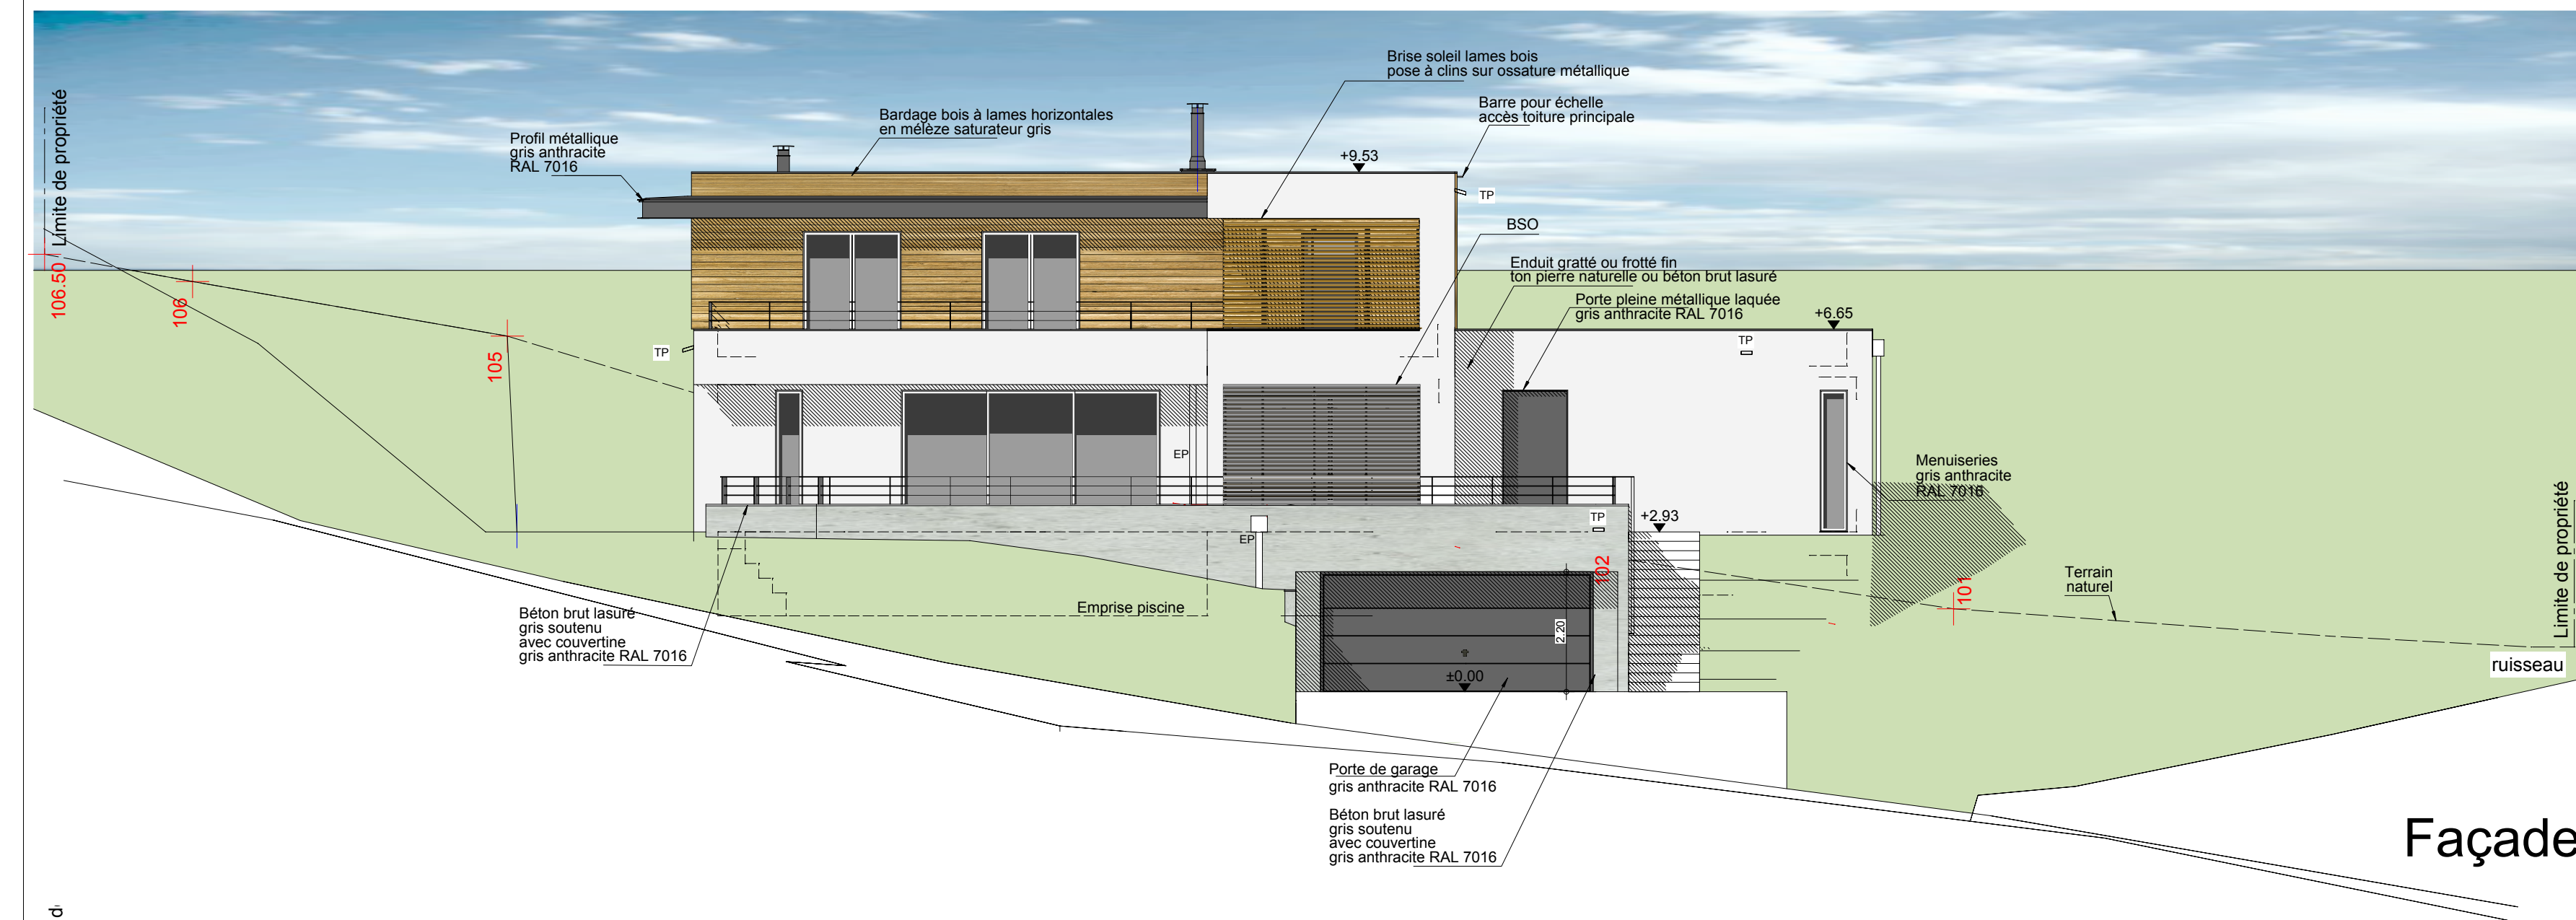 Brise soleil lames bois
pose à clins sur ossature métallique
Barre pour échelle
accès toiture principale
Bardage bois à lames horizontales
en mélèze saturateur gris
Profil métallique
gris anthracite
RAL 7016
Limite de propriété
+9.53
TP
BSO
Enduit gratté ou frotté fin
ton pierre naturelle ou béton brut lasuré
Porte pleine métallique laquée
gris anthracite RAL 7016
106.50
106
105
+6.65
TP
TP
EP
Menuiseries
gris anthracite
RAL 7016
Limite de propriété
TP
+2.93
EP
102
101
Terrain
naturel
Emprise piscine
Béton brut lasuré
gris soutenu
avec couvertine
gris anthracite RAL 7016
2.20
±0.00
ruisseau
Porte de garage
gris anthracite RAL 7016
Béton brut lasuré
gris soutenu
avec couvertine
gris anthracite RAL 7016
Façade
d